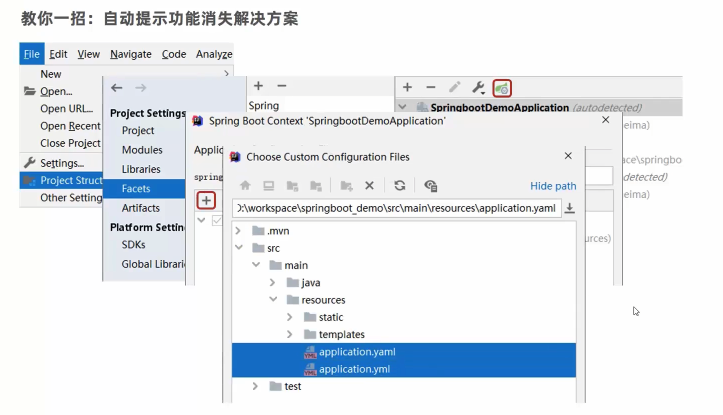 教你一招：自动提示功能消失解决方案
File Edit View Navigate Code Analyze
New
Open...
Open URL...
Open Recent
Close Project
Settings...
Project Struct
Other Setting
Project Settings
Project
Modules
Libraries
Facets
Artifacts
Platform Settin
SDKs
Global Librari
Spring
SpringbootDemoApplication (autodetected)
Spring Boot Context 'SpringbootDemoApplication'
eima)
Applic
ace\springbo
spring
detected)
eima)
urces)
Choose Custom Configuration Files
Hide path
D:\workspace\springboot_demo\src\main\resources\application.yaml
.mvn
src
main
java
resources
static
templates
application.yaml
application.yml
test